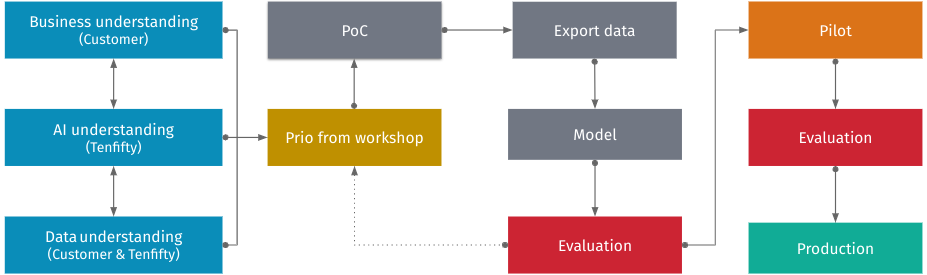 Business understanding
(Customer)
AI understanding
(Tenfifty)
Data understanding
(Customer & Tenfifty)
PoC
Prio from workshop
Export data
Model
Evaluation
Pilot
Evaluation
Production